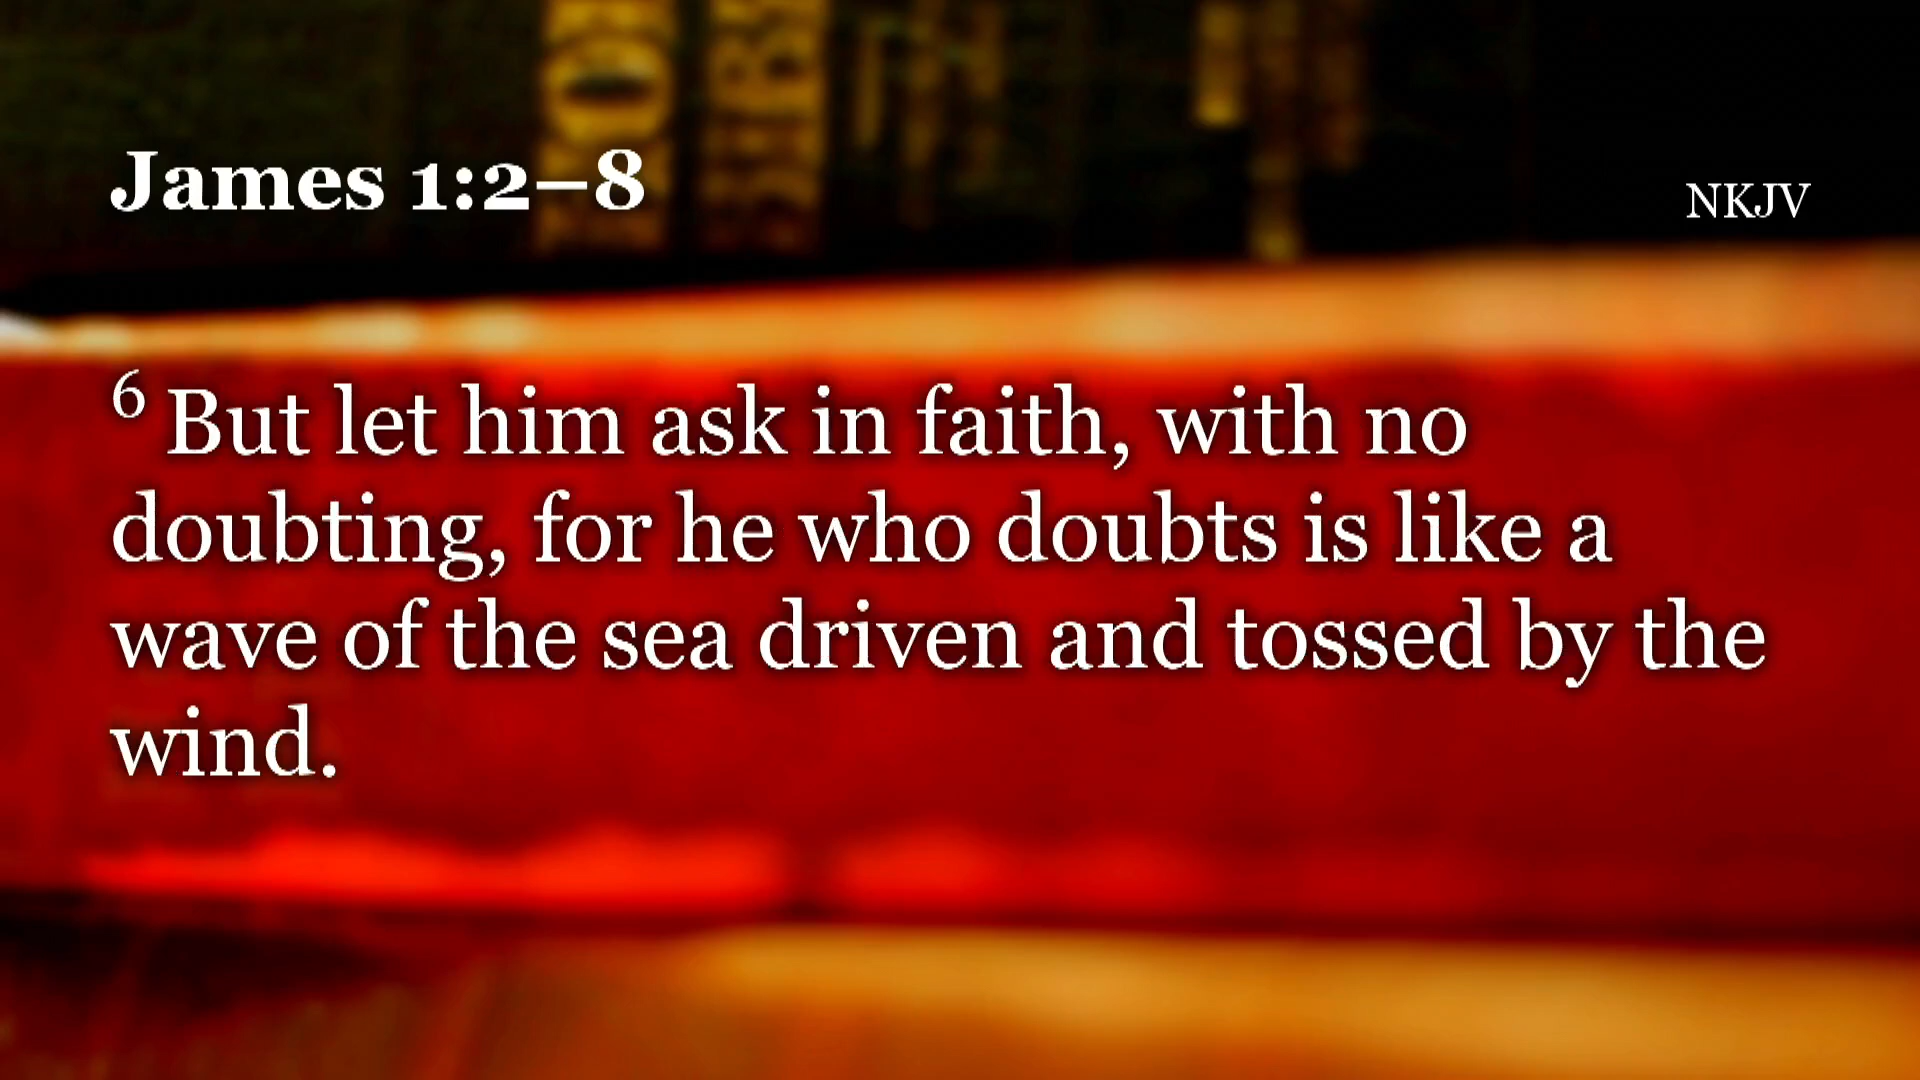 James 1:2–8
NKJV
6 But let him ask in faith, with no
doubting, for he who doubts is like a
wave of the sea driven and tossed by the
wind.